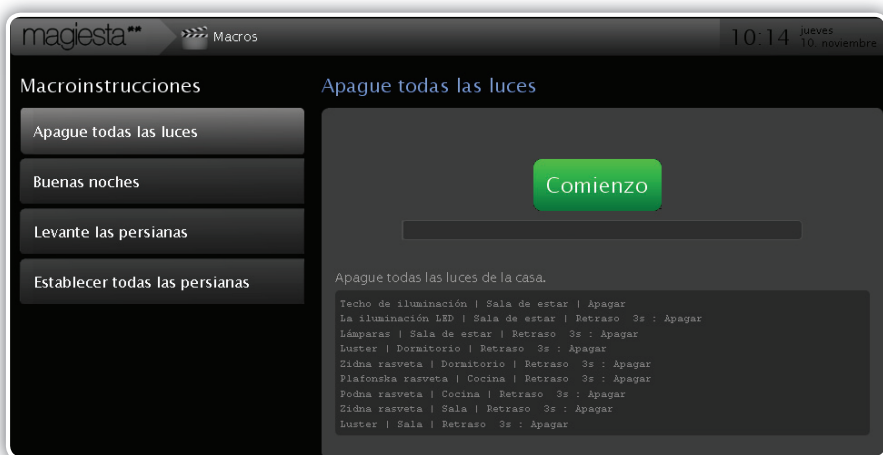 magiesta
Macros
10:14
jueves
10. noviembre
Macroinstrucciones
Apague todas las luces
Buenas noches
Levante las persianas
Establecer todas las persianas
Apague todas las luces
Comienzo
Apague todas las luces de la casa.
Techo de iluminación | Sala de estar | Apagar
La iluminación LED | Sala de estar | Retraso 3s : Apagar
Lámparas | Sala de estar | Retraso 3s : Apagar
Luster | Dormitorio | Retraso 3s : Apagar
Zidna rasveta | Dormitorio | Retraso 3s : Apagar
Plafonska rasveta | Cocina | Retraso 3s : Apagar
Podna rasveta | Cocina | Retraso 3s : Apagar
Zidna rasveta | Sala | Retraso 3s : Apagar
Luster | Sala | Retraso 3s : Apagar